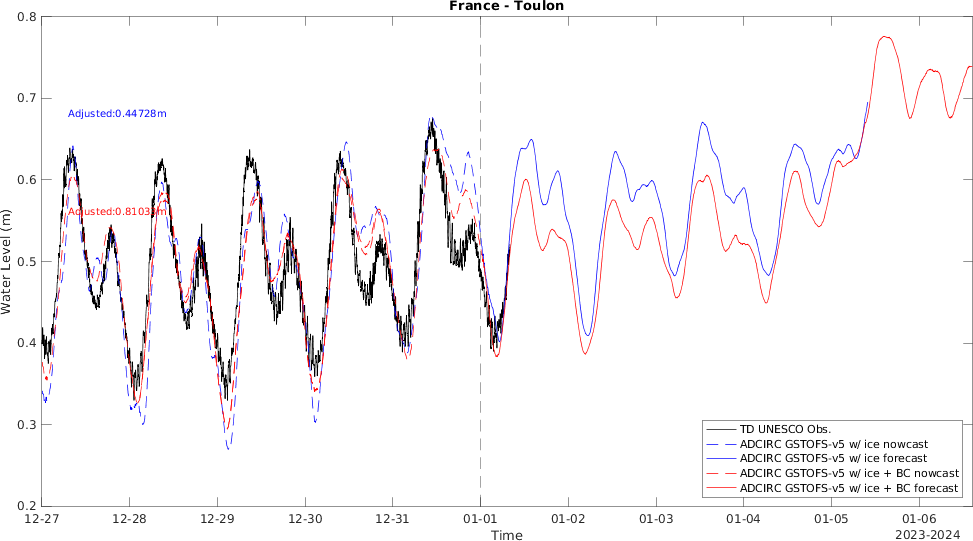 France - Toulon
0.8
0.7
0.6
0.5
0.4
0.3
0.2
Water Level (m)
Adjusted:0.44728m
TD UNESCO Obs.
ADCIRC GSTOFS-v5 w/ ice nowcast
ADCIRC GSTOFS-v5 w/ ice forecast
ADCIRC GSTOFS-v5 w/ ice + BC nowcast
ADCIRC GSTOFS-v5 w/ ice + BC forecast
12-27 12-28 12-29 12-30 12-31 01-01 01-02 01-03 01-04 01-05 01-06
Time
2023-2024